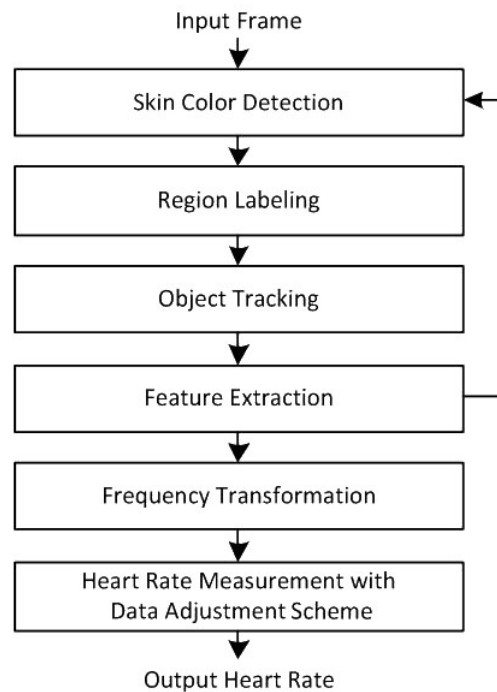 Input Frame
Skin Color Detection
Region Labeling
Object Tracking
Feature Extraction
Frequency Transformation
Heart Rate Measurement with
Data Adjustment Scheme
Output Heart Rate